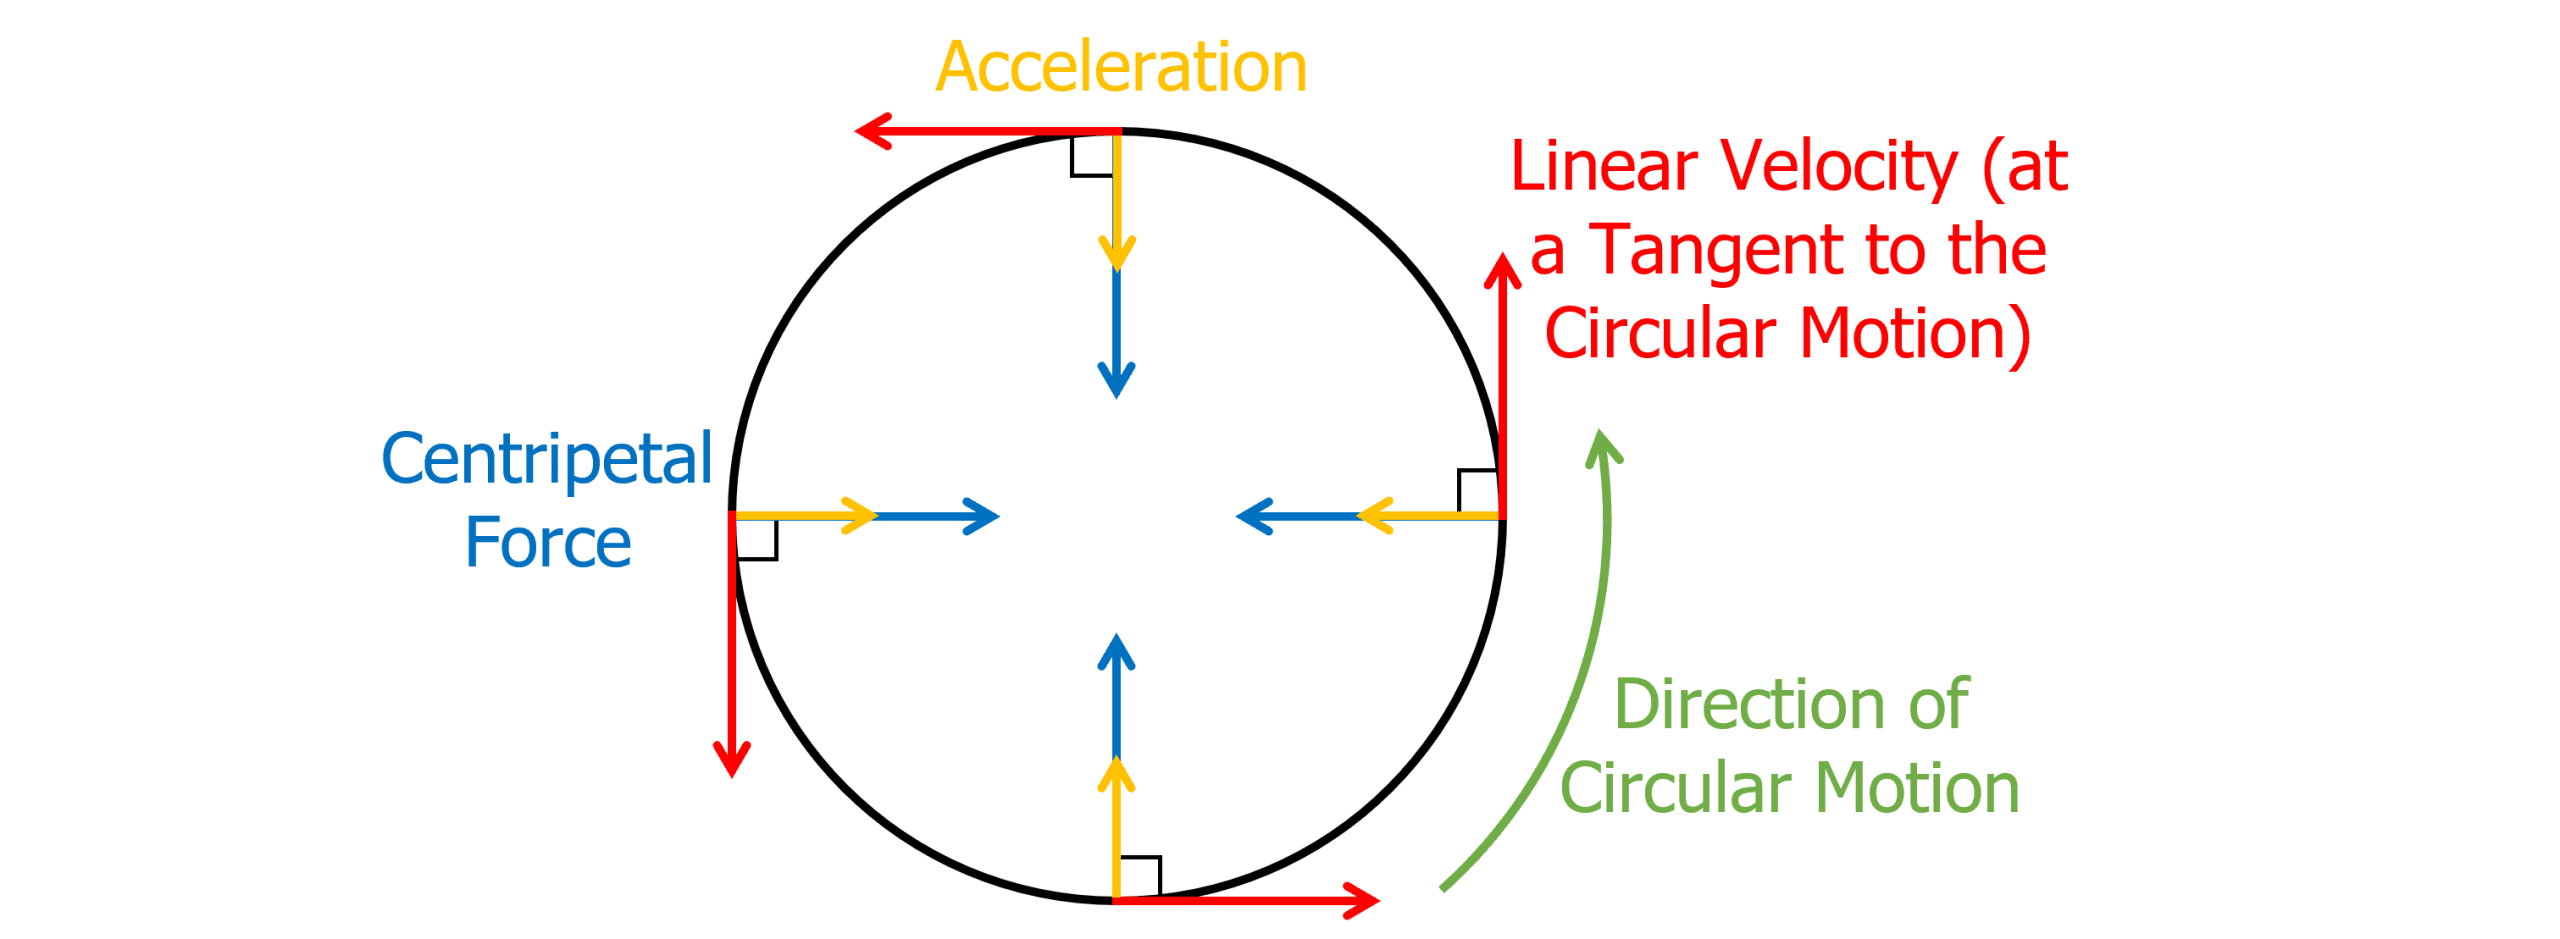 Acceleration
Linear Velocity (at
a Tangent to the
Circular Motion)
Centripetal
Force
Direction of
Circular Motion